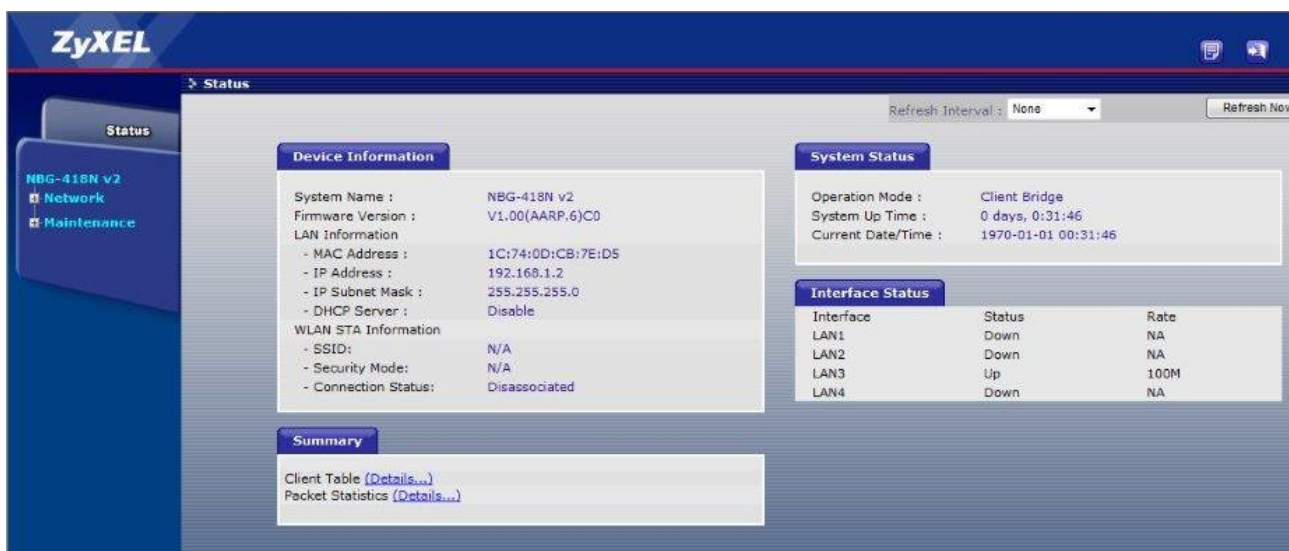 ZyXEL
Status
Refresh Interval : None
Refresh Now
Status
NBG-418N v2
Network
Maintenance
Device Information
System Name : NBG-418N v2
Firmware Version : V1.00(AARP.6)C0
LAN Information
- MAC Address : 1C:74:0D:CB:7E:D5
- IP Address : 192.168.1.2
- IP Subnet Mask : 255.255.255.0
- DHCP Server : Disable
WLAN STA Information
- SSID: N/A
- Security Mode: N/A
- Connection Status: Disassociated
Summary
Client Table (Details...)
Packet Statistics (Details...)
System Status
Operation Mode : Client Bridge
System Up Time : 0 days, 0:31:46
Current Date/Time : 1970-01-01 00:31:46
Interface Status
Interface Status Rate
LAN1 Down NA
LAN2 Down NA
LAN3 Up 100M
LAN4 Down NA